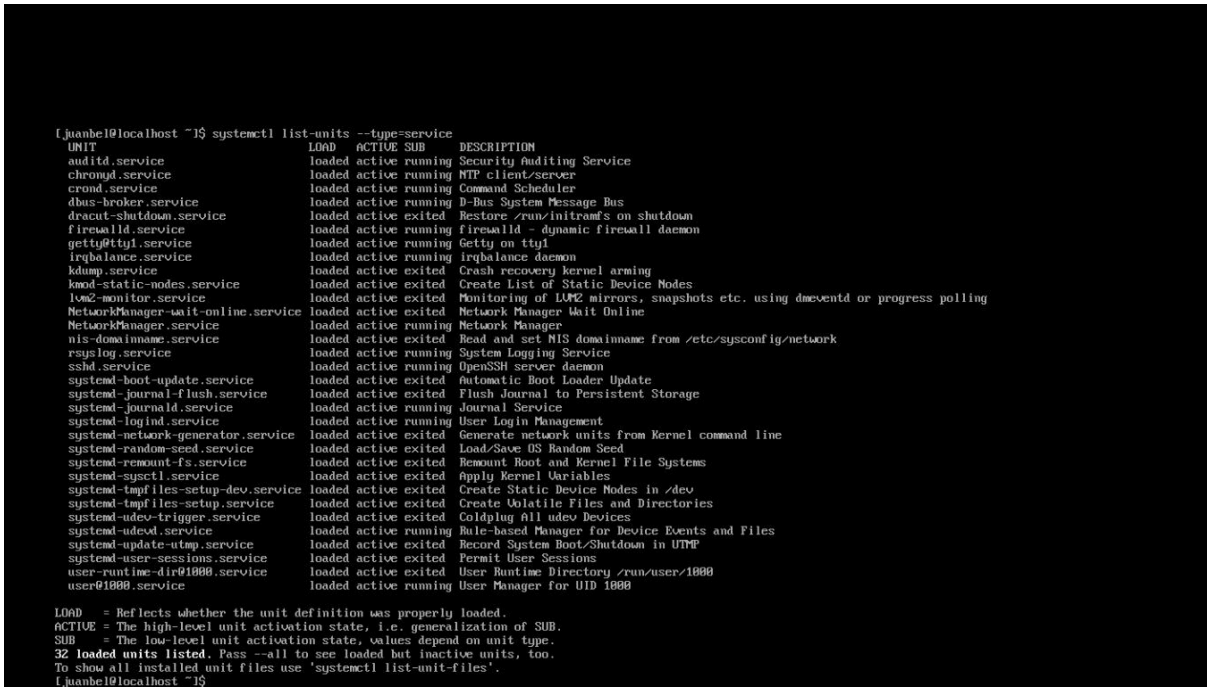 [juanbel@localhost ~]$ systemctl list-units --type=service
UNIT LOAD ACTIVE SUB DESCRIPTION
auditd.service loaded active running Security Auditing Service
chronyd.service loaded active running NTP client/server
crond.service loaded active running Command Scheduler
dbus-broker.service loaded active running D-Bus System Message Bus
dracut-shutdown.service loaded active exited Restore /run/initramfs on shutdown
firewalld.service loaded active running firewalld - dynamic firewall daemon
getty@tty1.service loaded active running Getty on tty1
irqbalance.service loaded active running irqbalance daemon
kdump.service loaded active exited Crash recovery kernel arming
kmod-static-nodes.service loaded active exited Create List of Static Device Nodes
lvm2-monitor.service loaded active exited Monitoring of LVM2 mirrors, snapshots etc. using dmeventd or progress polling
NetworkManager-wait-online.service loaded active exited Network Manager Wait Online
NetworkManager.service loaded active running Network Manager
nis-domainname.service loaded active exited Read and set NIS domainname from /etc/sysconfig/network
rsyslog.service loaded active running System Logging Service
sshd.service loaded active running OpenSSH server daemon
systemd-boot-update.service loaded active exited Automatic Boot Loader Update
systemd-journal-flush.service loaded active exited Flush Journal to Persistent Storage
systemd-journald.service loaded active running Journal Service
systemd-logind.service loaded active running User Login Management
systemd-network-generator.service loaded active exited Generate network units from Kernel command line
systemd-random-seed.service loaded active exited Load/Save OS Random Seed
systemd-remount-fs.service loaded active exited Remount Root and Kernel File Systems
systemd-sysctl.service loaded active exited Apply Kernel Variables
systemd-tmpfiles-setup-dev.service loaded active exited Create Static Device Nodes in /dev
systemd-tmpfiles-setup.service loaded active exited Create Volatile Files and Directories
systemd-udev-trigger.service loaded active exited Coldplug All udev Devices
systemd-udevd.service loaded active running Rule-based Manager for Device Events and Files
systemd-update-utmp.service loaded active exited Record System Boot/Shutdown in UTMP
systemd-user-sessions.service loaded active exited Permit User Sessions
user-runtime-dir@1000.service loaded active exited User Runtime Directory /run/user/1000
user@1000.service loaded active running User Manager for UID 1000
LOAD = Reflects whether the unit definition was properly loaded.
ACTIVE = The high-level unit activation state, i.e. generalization of SUB.
SUB = The low-level unit activation state, values depend on unit type.
32 loaded units listed. Pass --all to see loaded but inactive units, too.
To show all installed unit files use 'systemctl list-unit-files'.
[juanbel@localhost ~]$